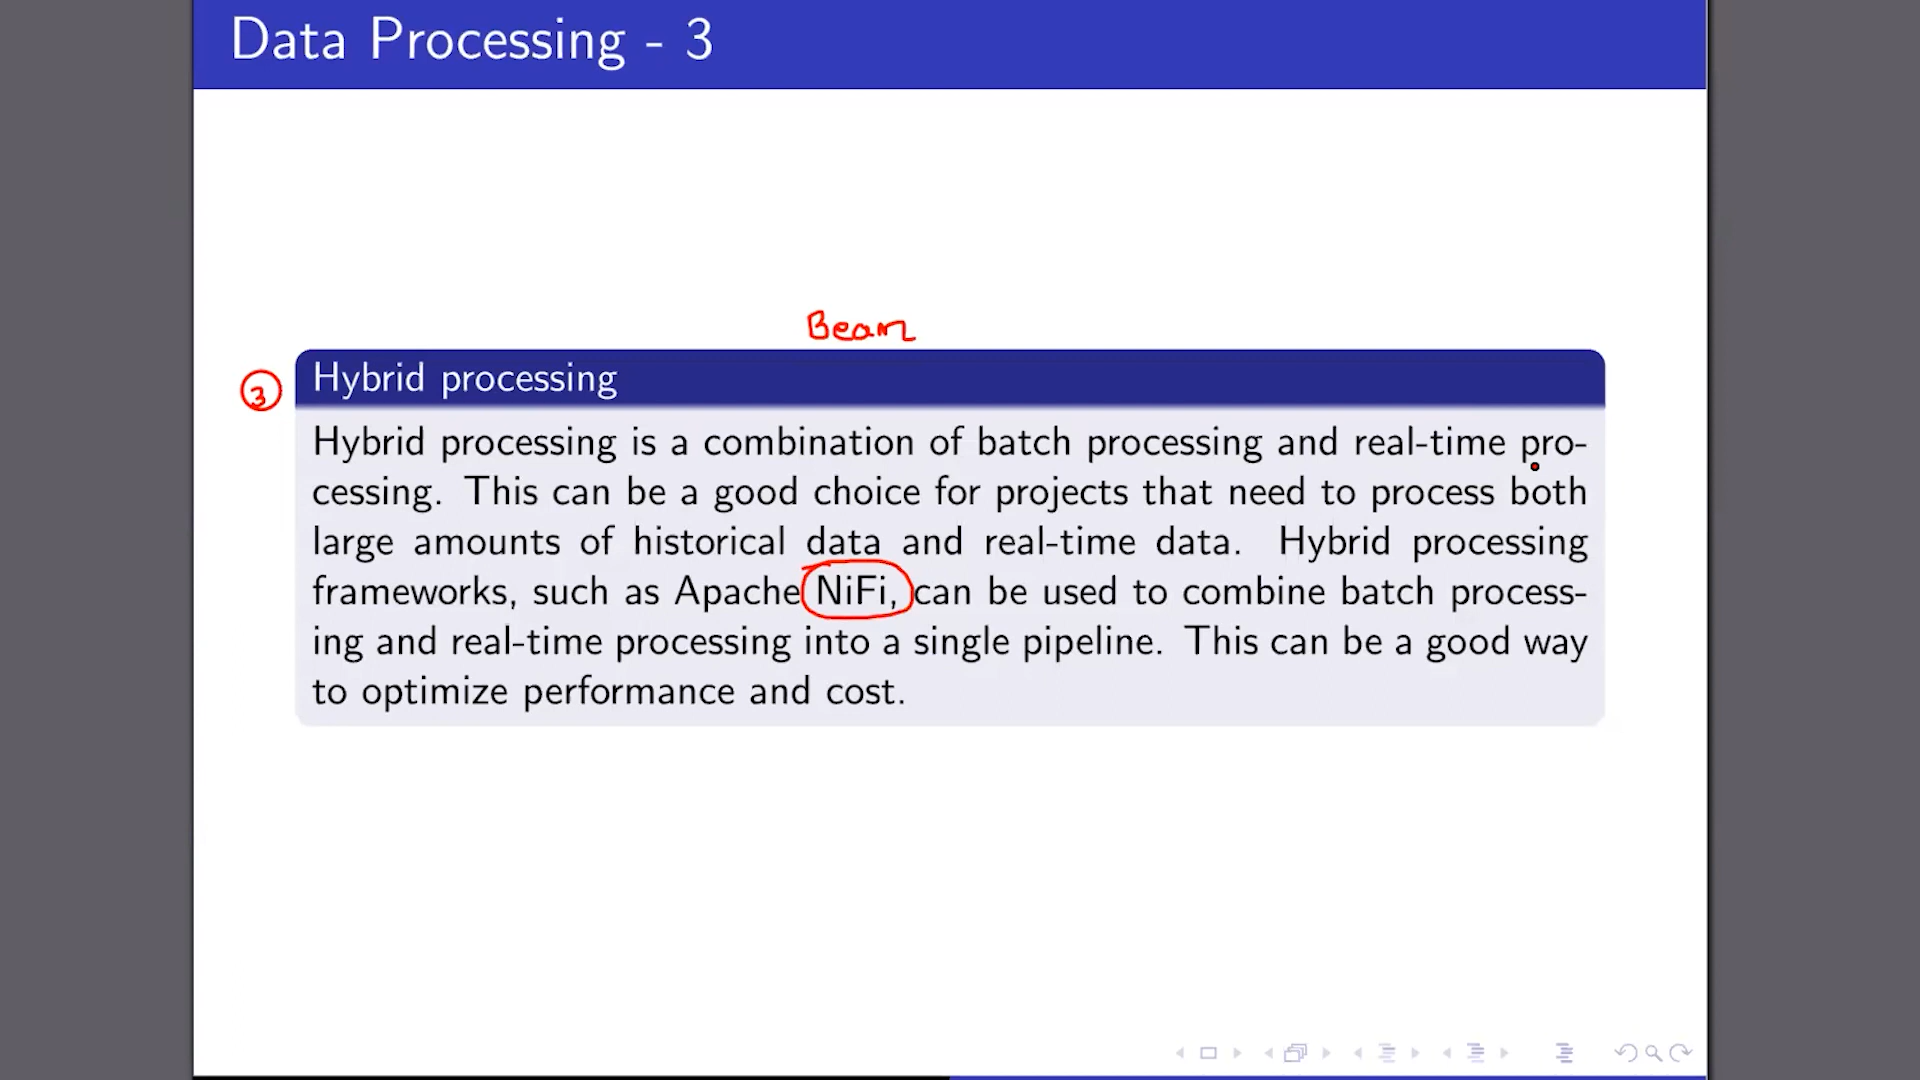 Data Processing - 3
Beam
3
Hybrid processing
Hybrid processing is a combination of batch processing and real-time pro-
cessing. This can be a good choice for projects that need to process both
large amounts of historical data and real-time data. Hybrid processing
frameworks, such as Apache NiFi, can be used to combine batch process-
ing and real-time processing into a single pipeline. This can be a good way
to optimize performance and cost.